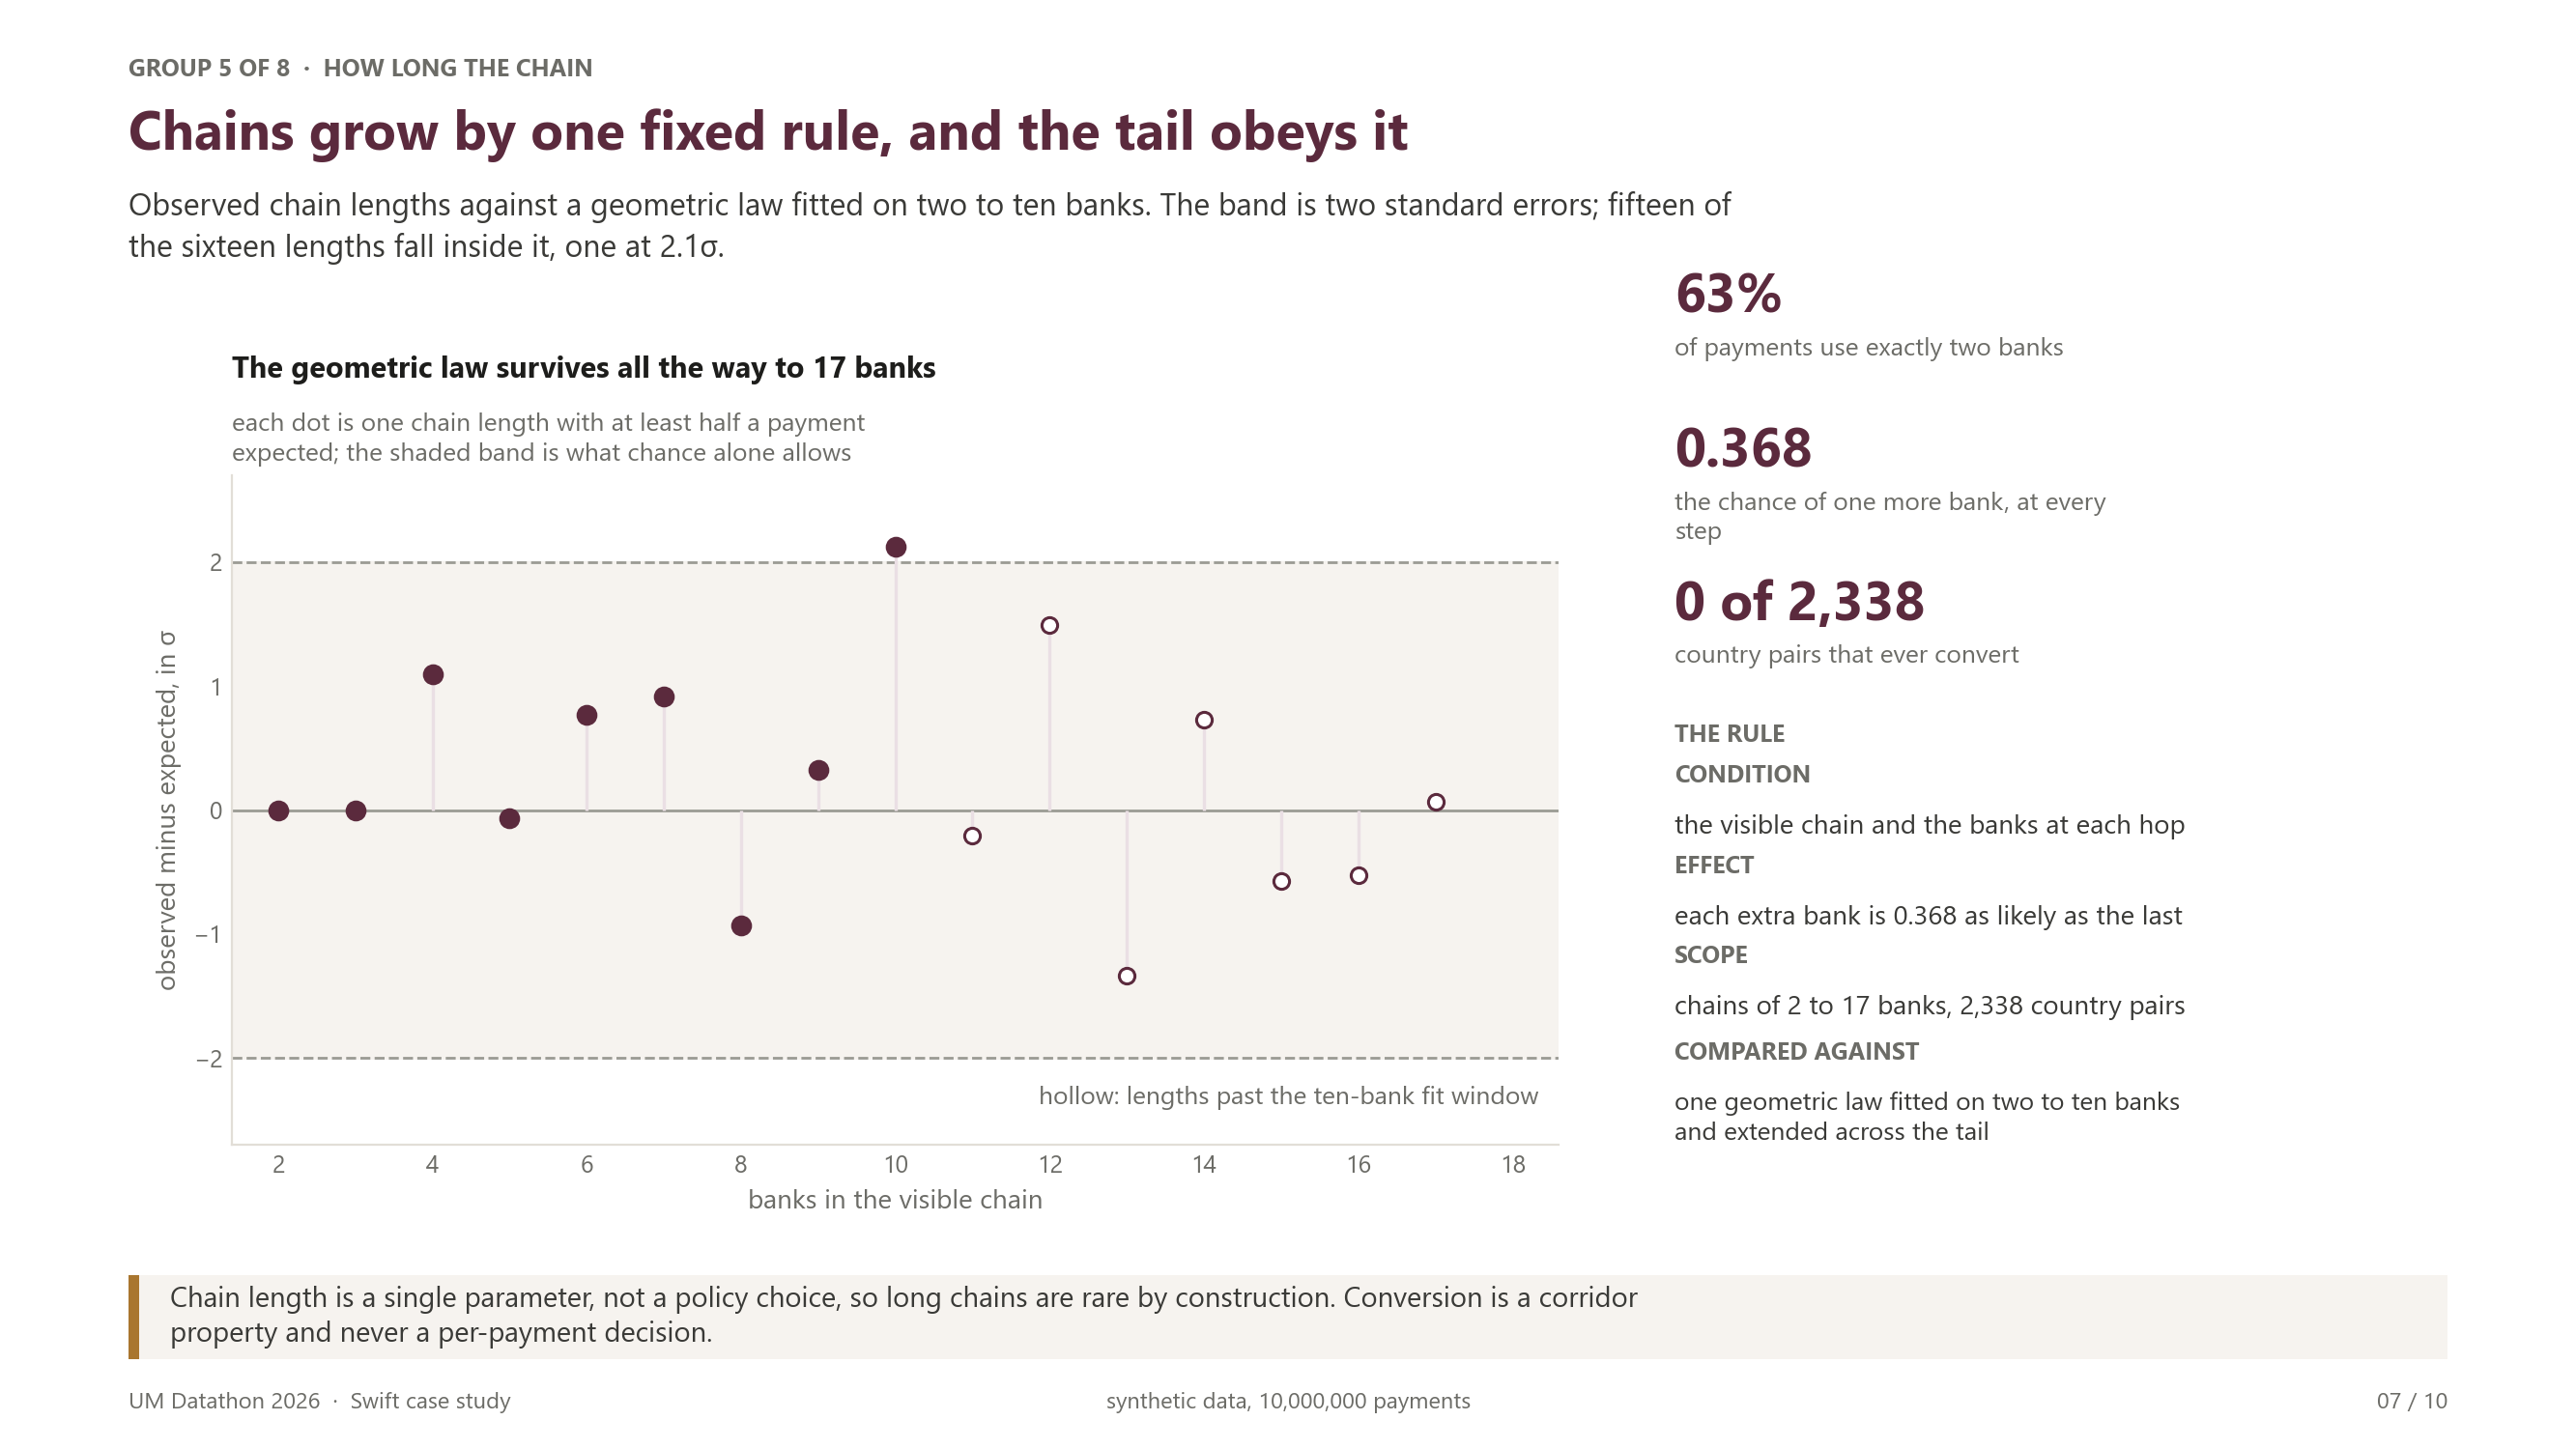 GROUP 5 OF 8 · HOW LONG THE CHAIN
Chains grow by one fixed rule, and the tail obeys it
Observed chain lengths against a geometric law fitted on two to ten banks. The band is two standard errors; fifteen of
the sixteen lengths fall inside it, one at 2.1σ.
The geometric law survives all the way to 17 banks
each dot is one chain length with at least half a payment
expected; the shaded band is what chance alone allows
observed minus expected, in σ
2
1
0
−1
−2
hollow: lengths past the ten-bank fit window
2 4 6 8 10 12 14 16 18
banks in the visible chain
63%
of payments use exactly two banks
0.368
the chance of one more bank, at every
step
0 of 2,338
country pairs that ever convert
THE RULE
CONDITION
the visible chain and the banks at each hop
EFFECT
each extra bank is 0.368 as likely as the last
SCOPE
chains of 2 to 17 banks, 2,338 country pairs
COMPARED AGAINST
one geometric law fitted on two to ten banks
and extended across the tail
Chain length is a single parameter, not a policy choice, so long chains are rare by construction. Conversion is a corridor
property and never a per-payment decision.
UM Datathon 2026 · Swift case study
synthetic data, 10,000,000 payments
07 / 10